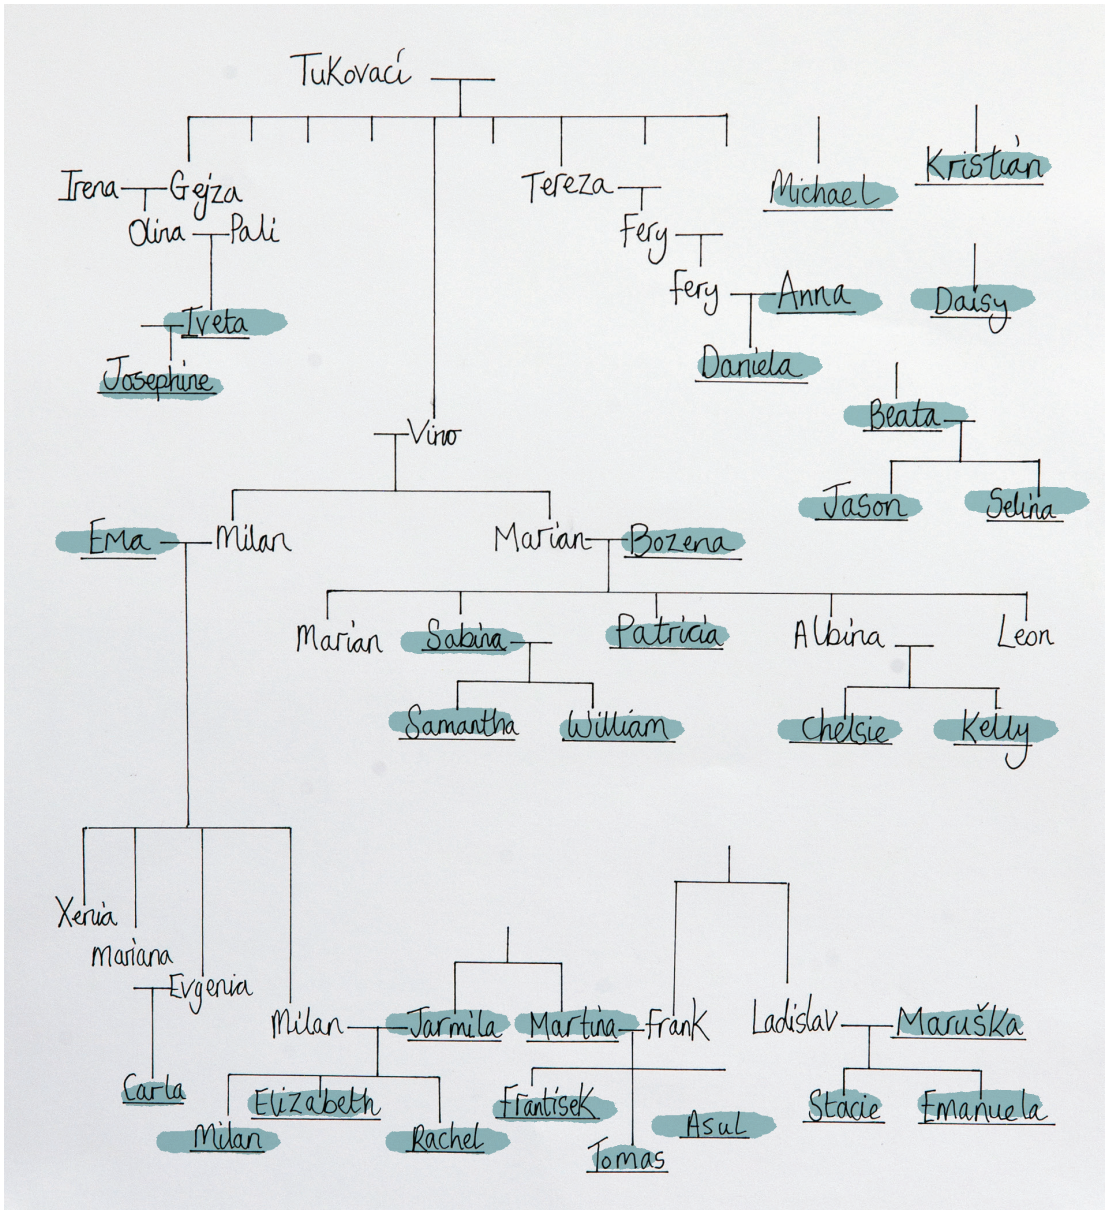 Tukovací
Kristián
Irena Gejza
Tereza
Michael
Olina Pali
Fery
Fery Anna
Daisy
Iveta
Daniela
Josephine
Beata
Vino
Jason
Selina
Ema Milan
Marian Bozena
Marian
Sabina
Patricia
Albina
Leon
Samantha
William
Chelsie
Kelly
Xenia
mariana
Evgenia
Milan Jarmila
Martina Frank
Ladislav Maruška
Carla
Elizabeth
Milan
Rachel
Frantísek
Tomas
Asul
Stacie
Emanuela